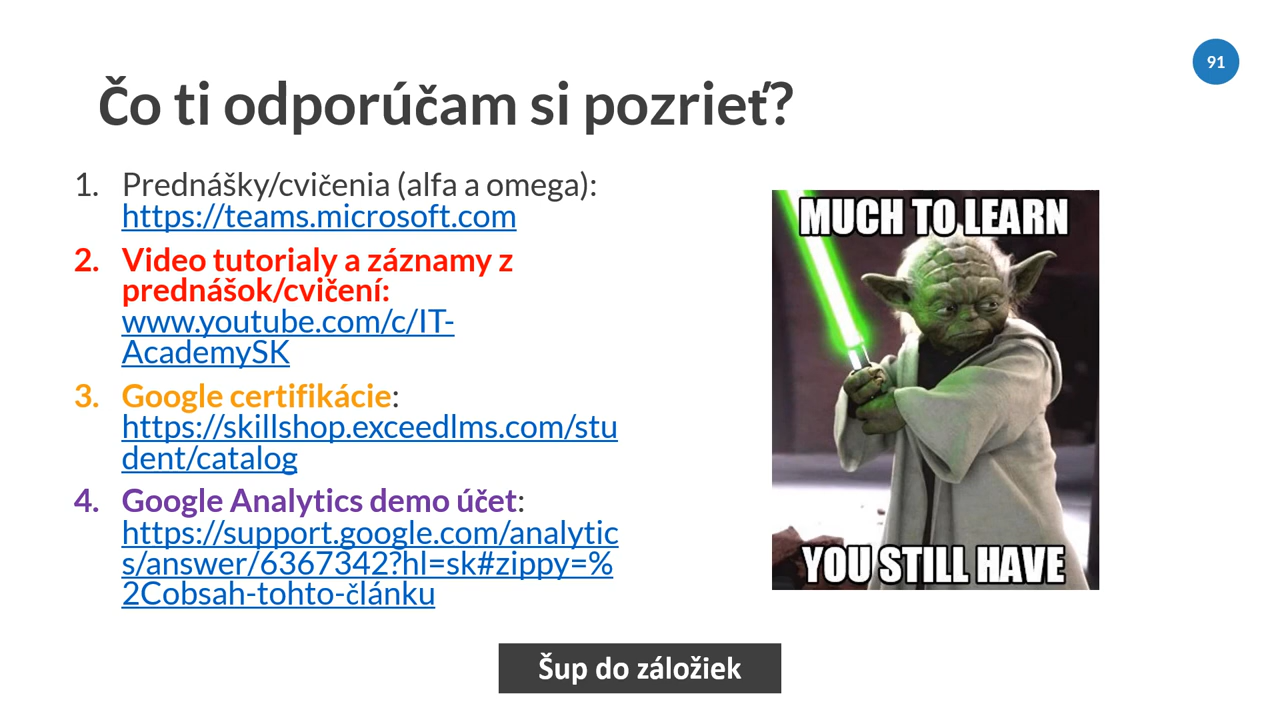 91
Čo ti odporúčam si pozrieť?
1. Prednášky/cvičenia (alfa a omega):
https://teams.microsoft.com
2. Video tutorialy a záznamy z
prednášok/cvičení:
www.youtube.com/c/IT-
AcademySK
3. Google certifikácie:
https://skillshop.exceedlms.com/stu
dent/catalog
4. Google Analytics demo účet:
https://support.google.com/analytic
s/answer/6367342?hl=sk#zippy=%
2Cobsah-tohto-článku
MUCH TO LEARN
YOU STILL HAVE
Šup do záložiek